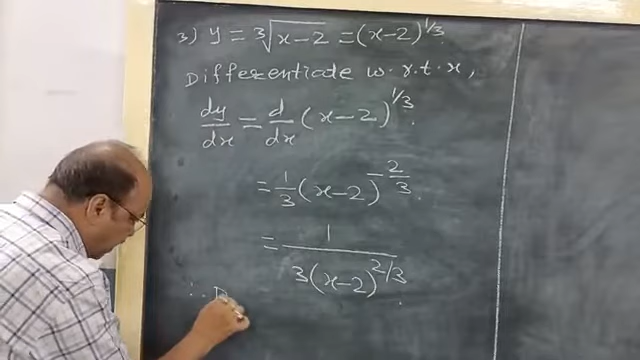 3) y = ∛(x-2) = (x-2)^1/3
Differentiate w.r.t. x,
dy/dx = d/dx (x-2)^1/3.
= 1/3 (x-2)^-2/3.
= 1/(3(x-2)^2/3).
∴ D